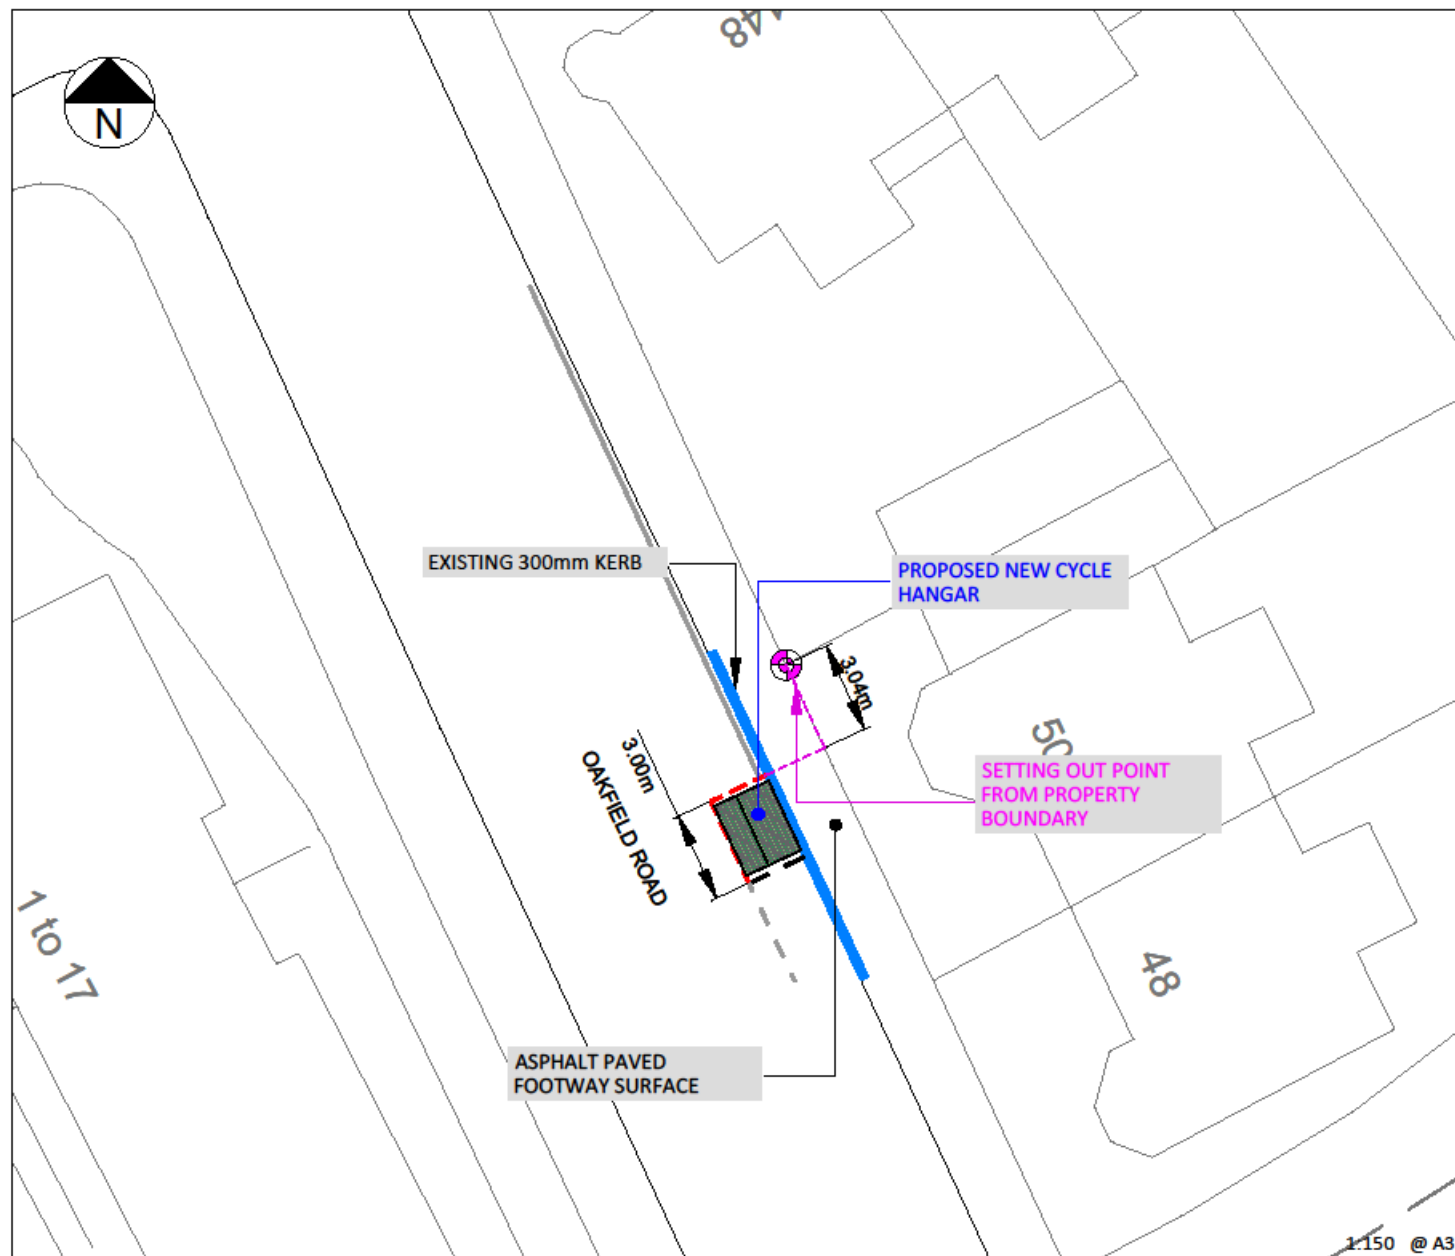 148
N
EXISTING 300mm KERB
PROPOSED NEW CYCLE
HANGAR
3.04m
3.00m
OAKFIELD ROAD
50
SETTING OUT POINT
FROM PROPERTY
BOUNDARY
1 to 17
48
ASPHALT PAVED
FOOTWAY SURFACE
1:150 @ A3